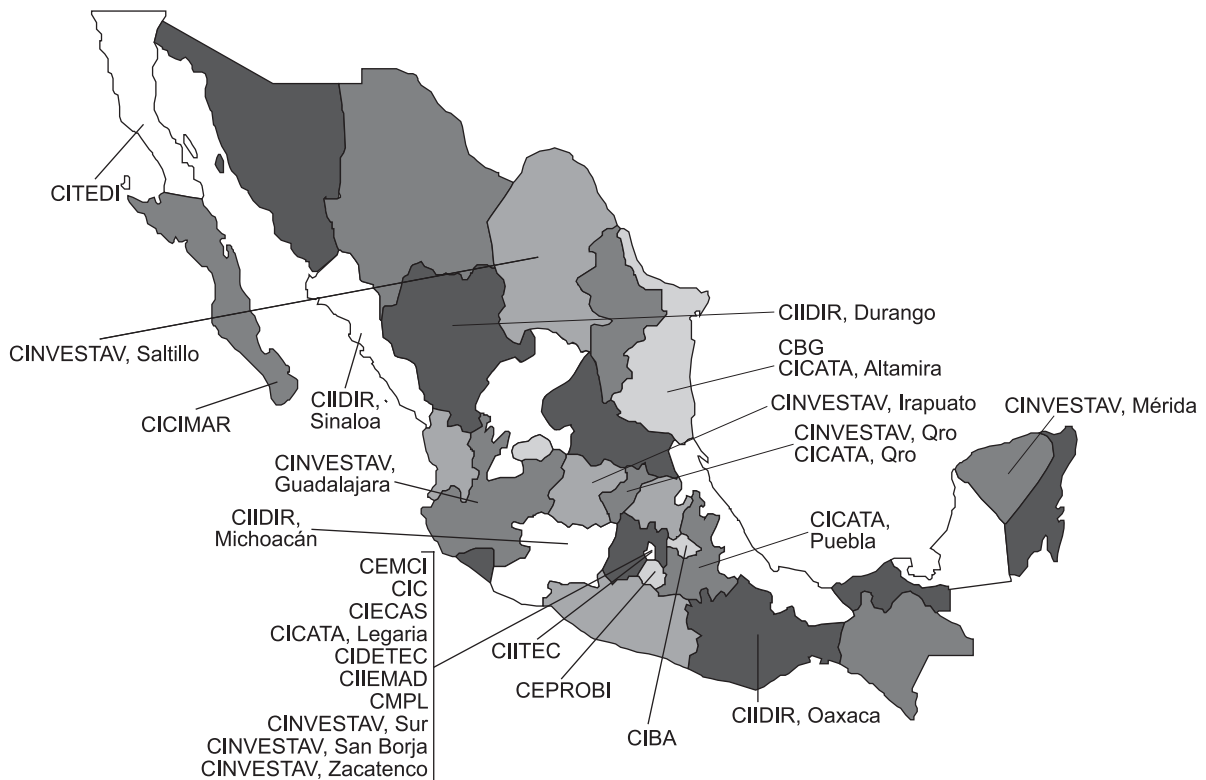 CITEDI
CINVESTAV, Saltillo
CICIMAR
CIIDIR,
Sinaloa
CIIDIR, Durango
CBG
CICATA, Altamira
CINVESTAV, Irapuato
CINVESTAV, Qro
CICATA, Qro
CINVESTAV, Mérida
CINVESTAV,
Guadalajara
CIIDIR,
Michoacán
CICATA,
Puebla
CEMCI
CIC
CIECAS
CICATA, Legaria
CIDETEC
CIIEMAD
CMPL
CINVESTAV, Sur
CINVESTAV, San Borja
CINVESTAV, Zacatenco
CIITEC
CEPROBI
CIBA
CIIDIR, Oaxaca